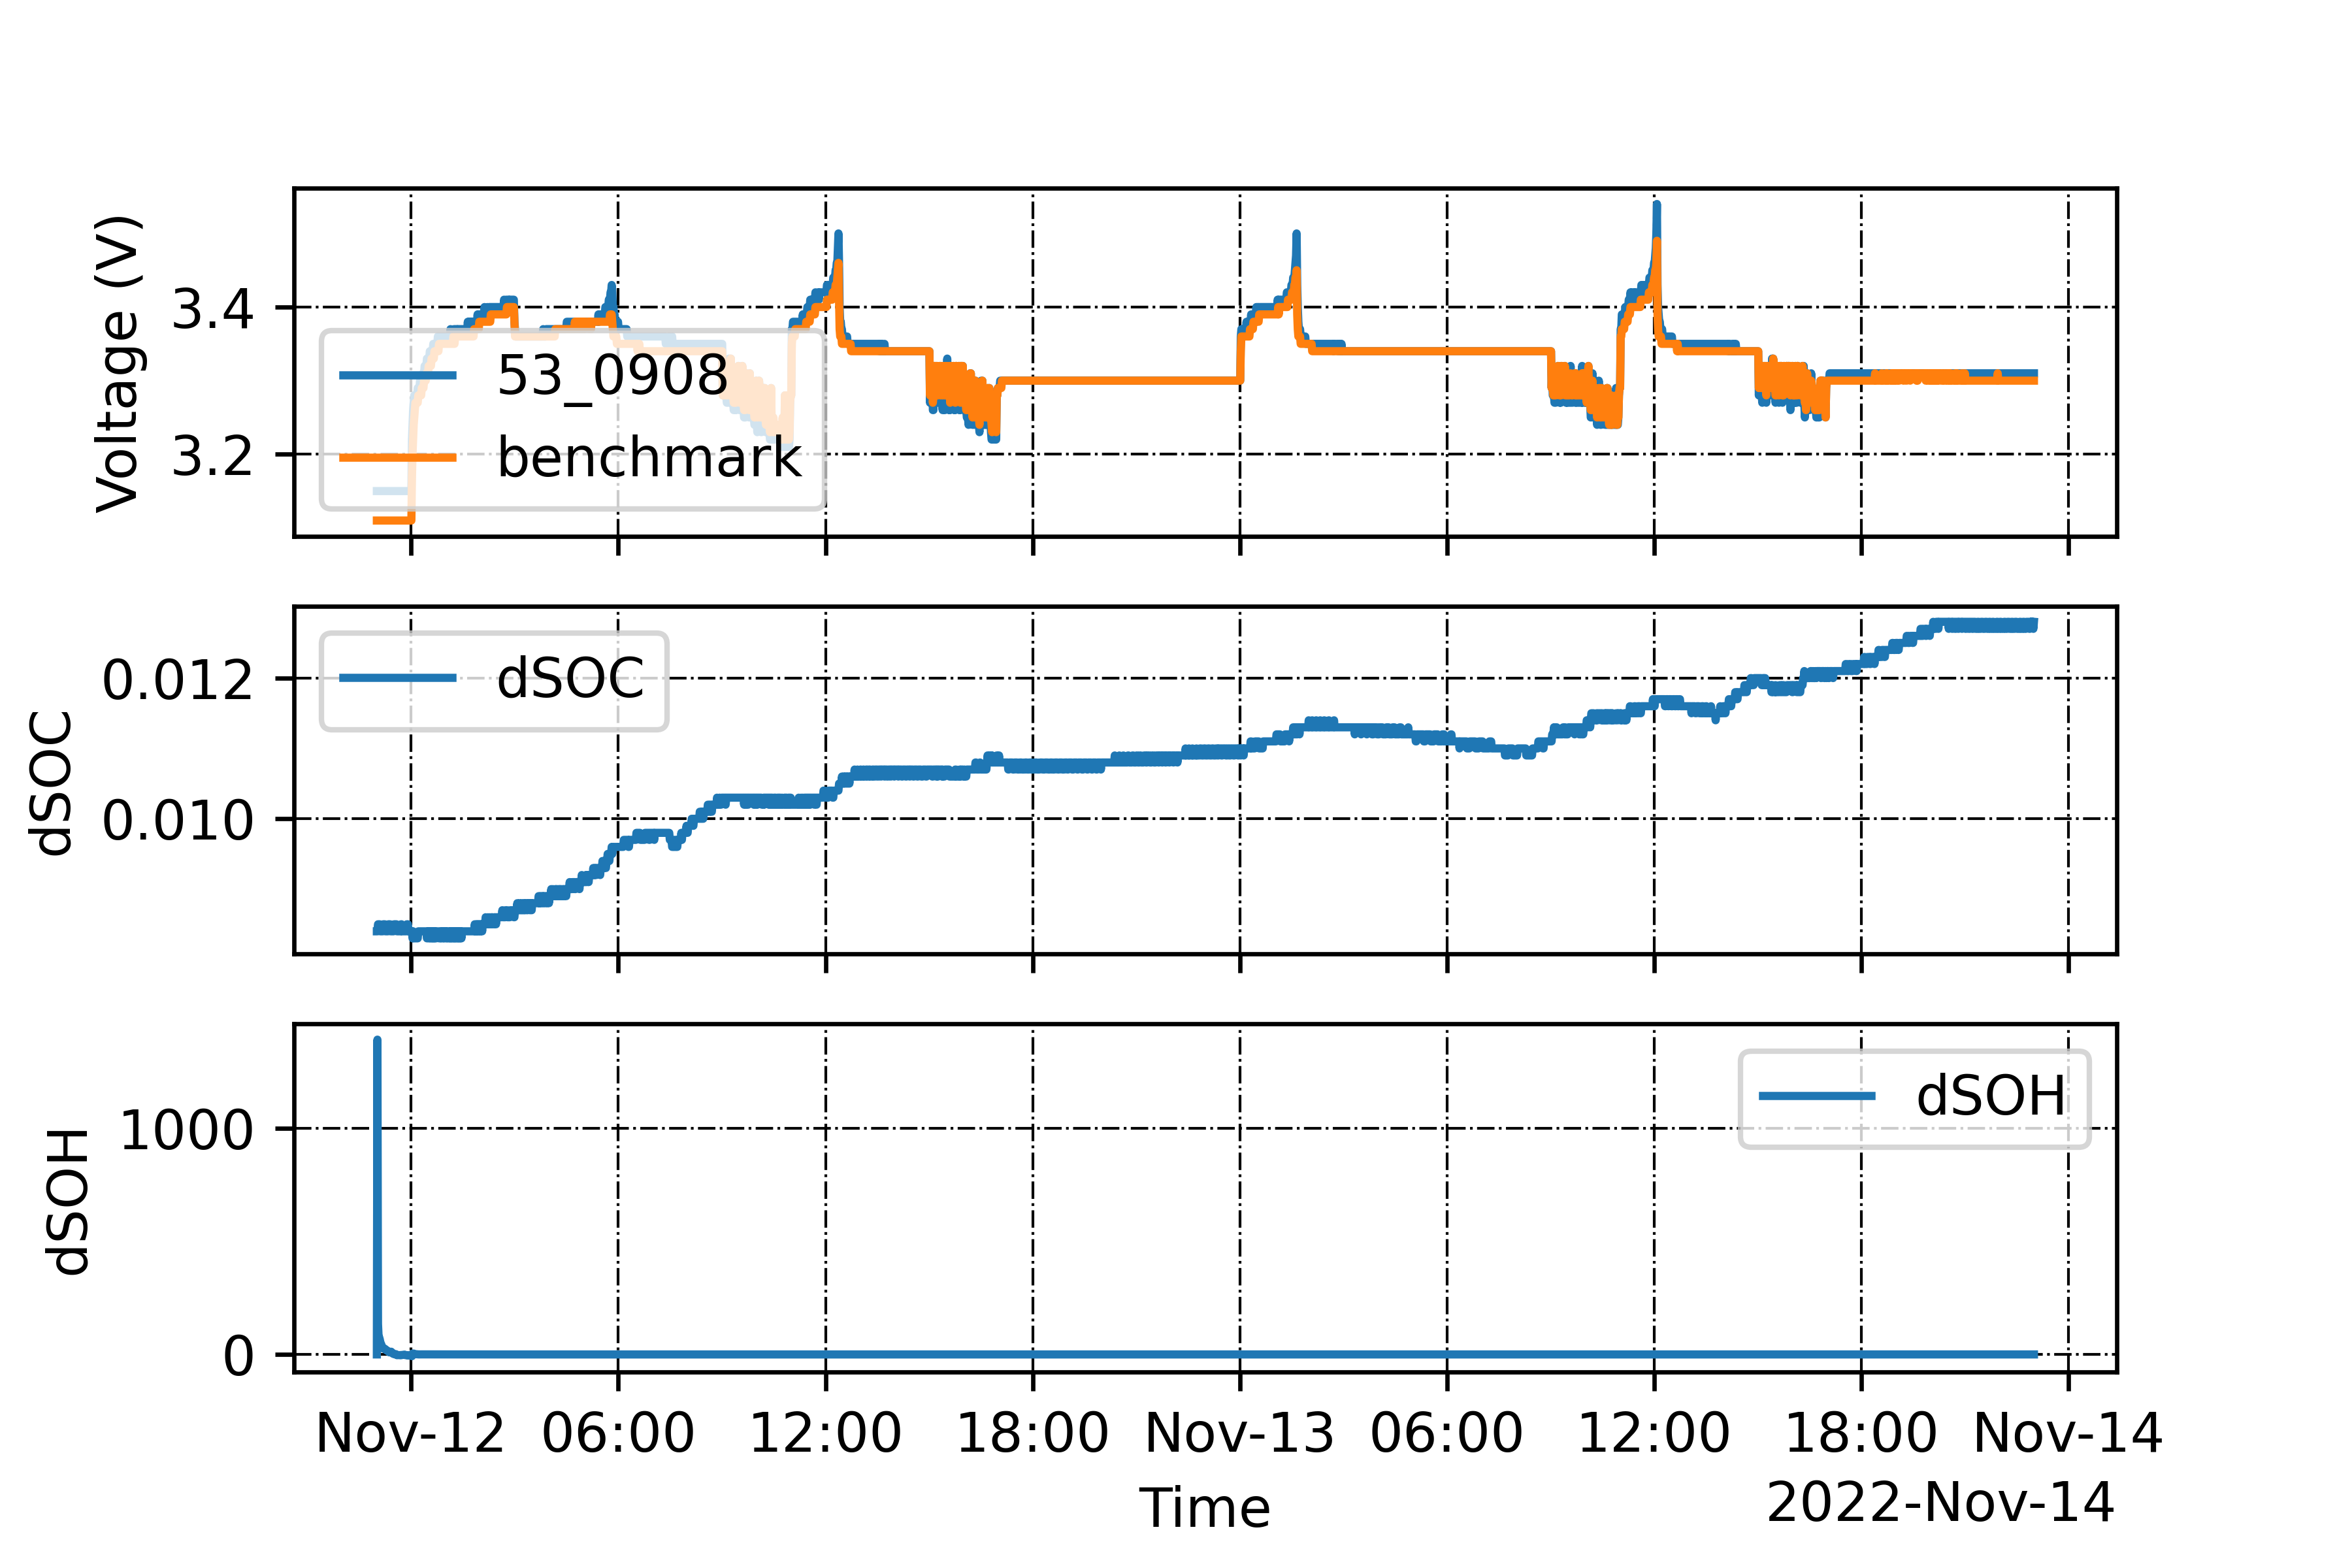 Voltage (V)
3.4
3.2
53_0908
benchmark
dSOC
0.012
0.010
dSOC
dSOH
1000
0
dSOH
Nov-12 06:00 12:00 18:00 Nov-13 06:00 12:00 18:00 Nov-14
Time
2022-Nov-14